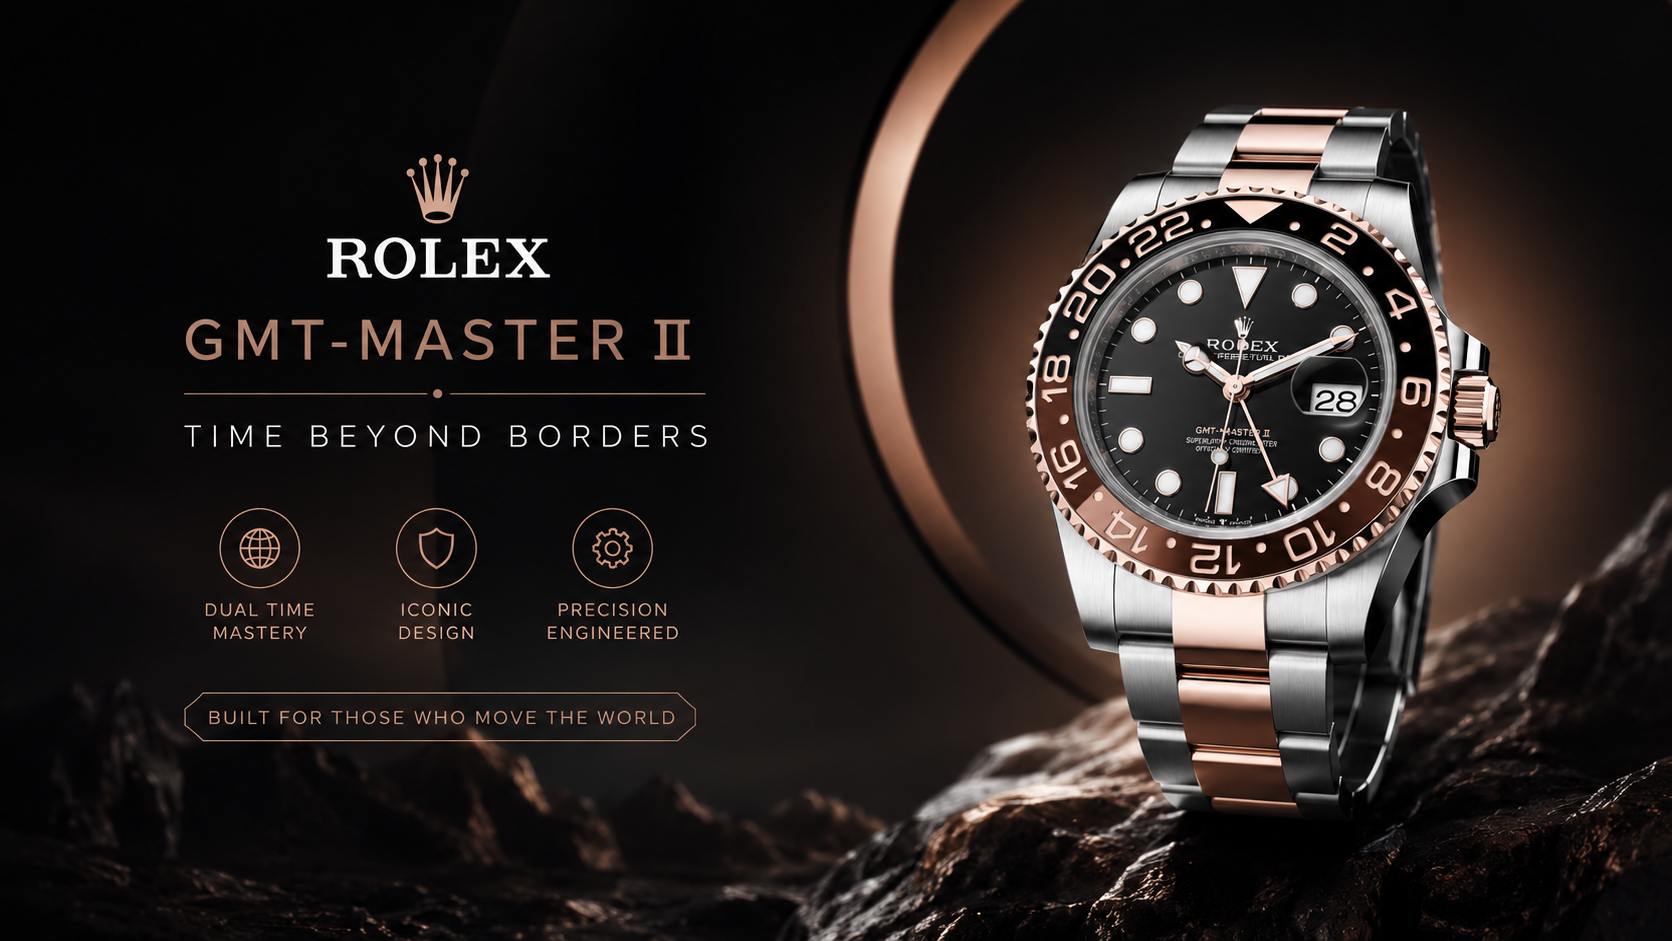 ROLEX
GMT-MASTER II
TIME BEYOND BORDERS
DUAL TIME
MASTERY
ICONIC
DESIGN
PRECISION
ENGINEERED
BUILT FOR THOSE WHO MOVE THE WORLD
22
2
20
4
18
6
16
8
14
12
10
ROLEX
28
GMT-MASTER II